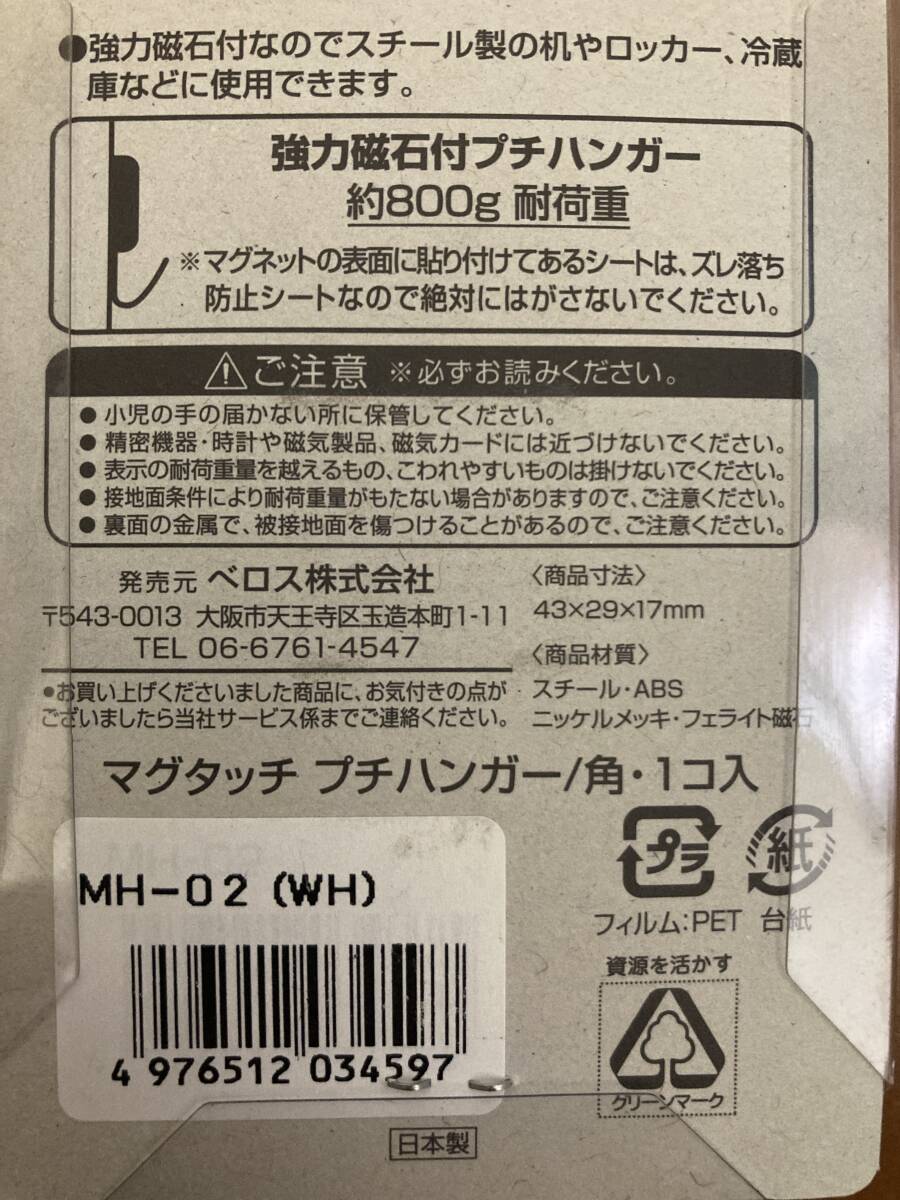 ●強力磁石付なのでスチール製の机やロッカー、冷蔵
庫などに使用できます。
強力磁石付プチハンガー
約800g 耐荷重
※マグネットの表面に貼り付けてあるシートは、ズレ落ち
防止シートなので絶対にはがさないでください。
ご注意 ※必ずお読みください。
● 小児の手の届かない所に保管してください。
● 精密機器・時計や磁気製品、磁気カードには近づけないでください。
● 表示の耐荷重量を越えるもの、こわれやすいものは掛けないでください。
● 接地面条件により耐荷重量がもたない場合がありますので、ご注意ください。
● 裏面の金属で、被接地面を傷つけることがあるので、ご注意ください。
発売元 ベロス株式会社
〒543-0013 大阪市天王寺区玉造本町1-11
TEL 06-6761-4547
•お買い上げくださいました商品に、お気付きの点が
ございましたら当社サービス係までご連絡ください。
〈商品寸法〉
43×29×17mm
〈商品材質〉
スチール・ABS
ニッケルメッキ・フェライト磁石
マグタッチ プチハンガー/角・1コ入
MH-02 (WH)
4 976512 034597
プラ
紙
フィルム:PET 台紙
資源を活かす
グリーンマーク
日本製